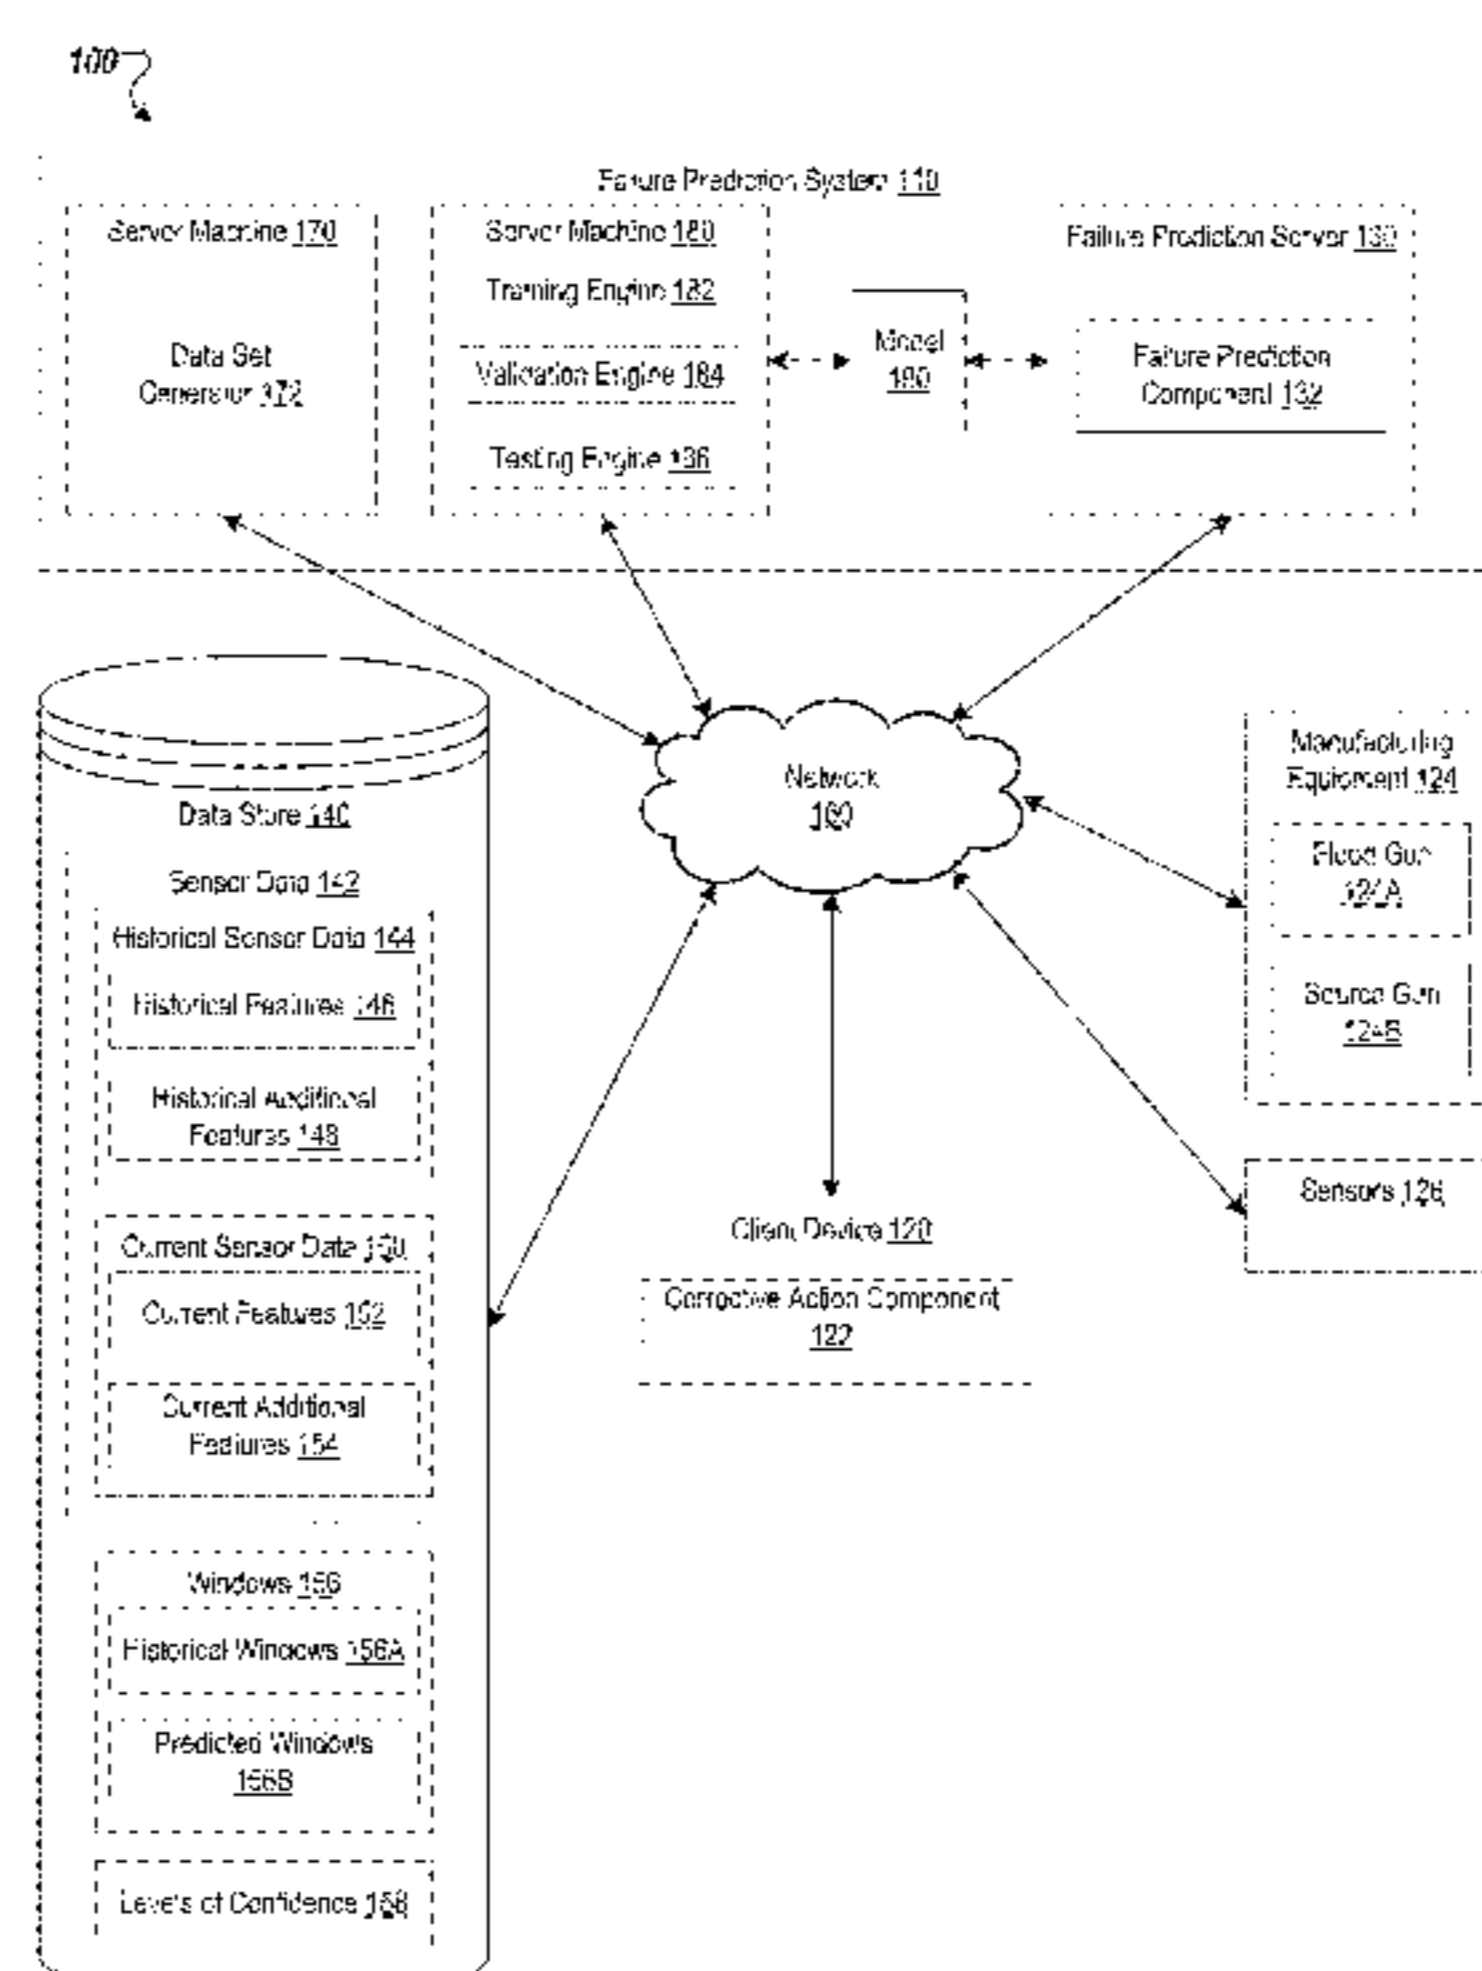 100
Failure Prediction System 110
Server Machine 170
Data Set
Generator 172
Server Machine 180
Training Engine 182
Validation Engine 184
Testing Engine 186
Model
190
Failure Prediction Server 130
Failure Prediction
Component 132
Network
160
Data Store 140
Sensor Data 142
Historical Sensor Data 144
Historical Features 146
Historical Additional
Features 148
Current Sensor Data 150
Current Features 152
Current Additional
Features 154
Windows 156
Historical Windows 156A
Predicted Windows
156B
Levels of Confidence 158
Manufacturing
Equipment 124
Flood Gun
124A
Source Gun
124B
Sensors 126
Client Device 120
Corrective Action Component
122